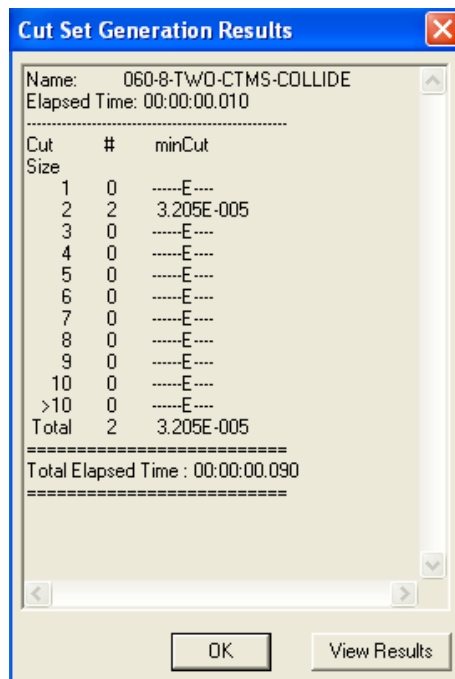 Cut Set Generation Results
Name: 060-8-TWO-CTMS-COLLIDE
Elapsed Time: 00:00:00.010
--------------------------------------------------
Cut # minCut
Size
1 0 ------E----
2 2 3.205E-005
3 0 ------E----
4 0 ------E----
5 0 ------E----
6 0 ------E----
7 0 ------E----
8 0 ------E----
9 0 ------E----
10 0 ------E----
>10 0 ------E----
Total 2 3.205E-005
==========================
Total Elapsed Time : 00:00:00.090
==========================
OK View Results